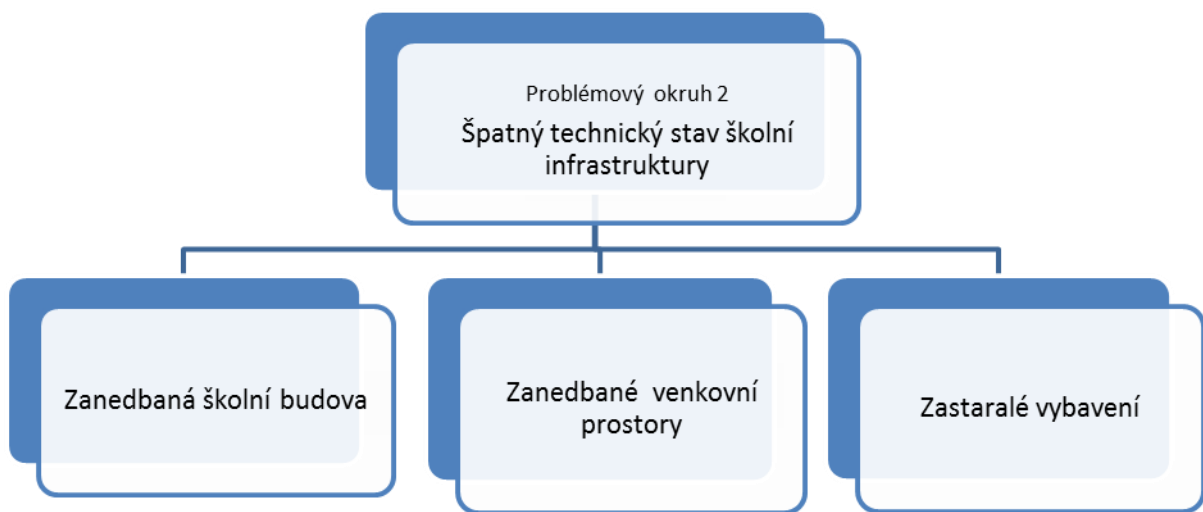 Problémový okruh 2
Špatný technický stav školní
infrastruktury
Zanedbaná školní budova
Zanedbané venkovní
prostory
Zastaralé vybavení